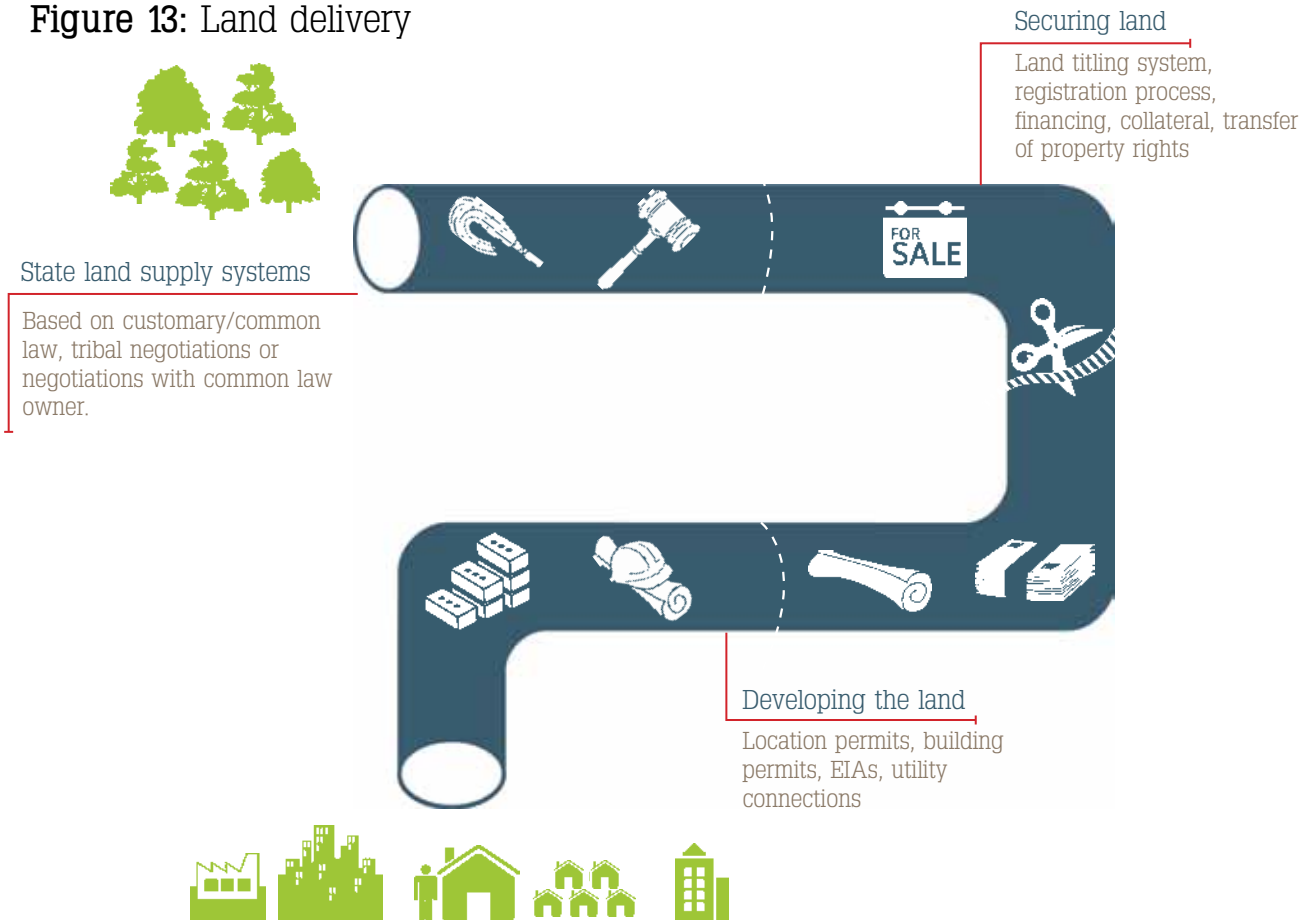 Figure 13: Land delivery
Securing land
Land titling system,
registration process,
financing, collateral, transfer
of property rights
FOR
SALE
State land supply systems
Based on customary/common
law, tribal negotiations or
negotiations with common law
owner.
Developing the land
Location permits, building
permits, EIAs, utility
connections